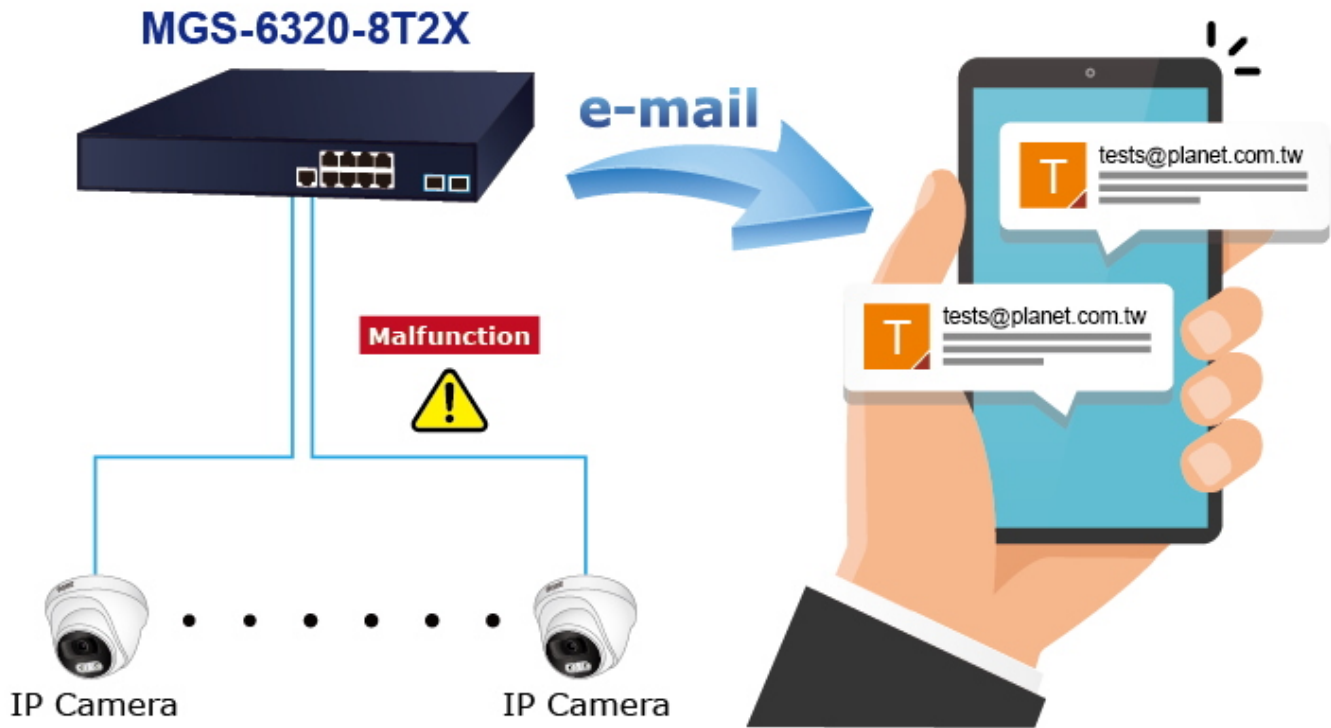 MGS-6320-8T2X
e-mail
T
tests@planet.com.tw
T
tests@planet.com.tw
Malfunction
!
IP Camera
IP Camera